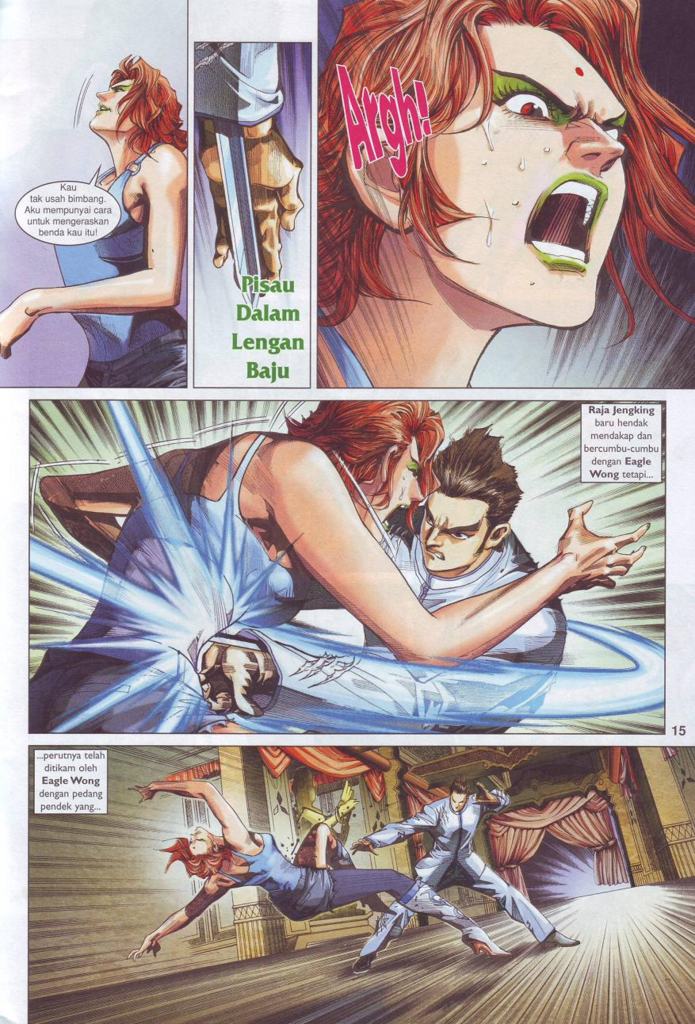 Kau
tak usah bimbang.
Aku mempunyai cara
untuk mengeraskan
benda kau itu!
Pisau
Dalam
Lengan
Baju
Argh!
Raja Jengking
baru hendak
mendakap dan
bercumbu-cumbu
dengan Eagle
Wong tetapi...
15
...perutnya telah
ditikam oleh
Eagle Wong
dengan pedang
pendek yang...